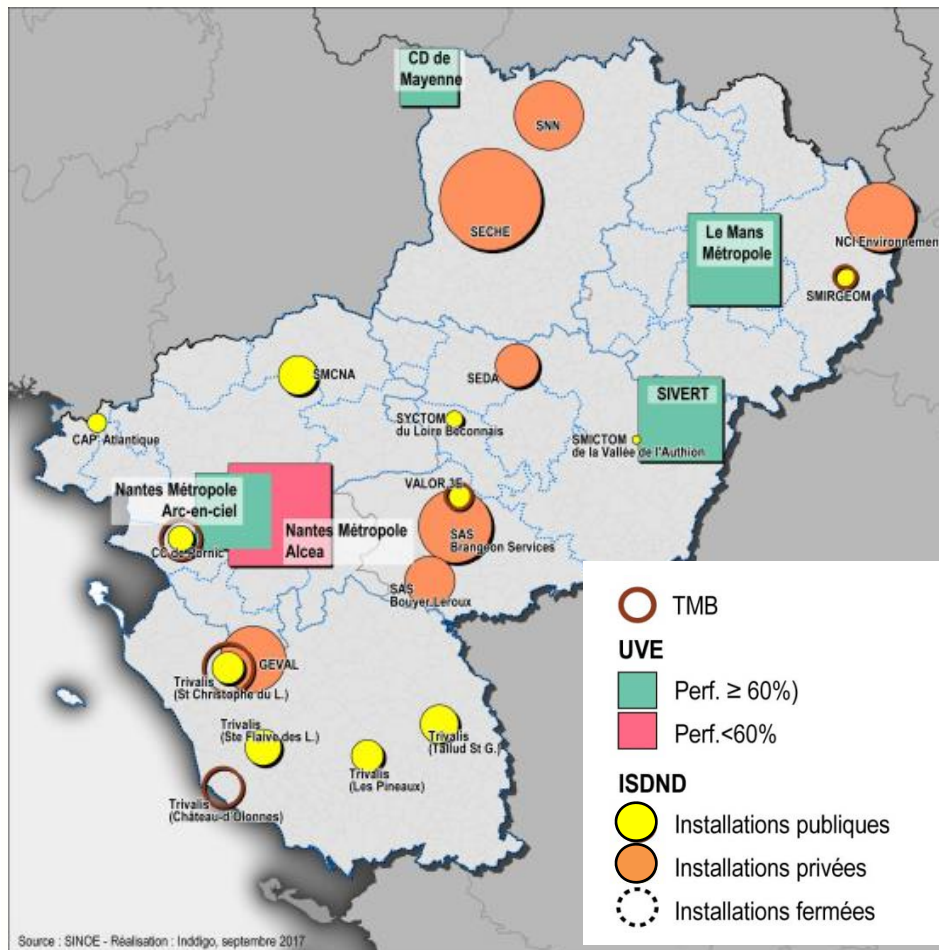 CD de
Mayenne
SNN
SECHE
Le Mans
Métropole
NCI Environnemen
SMIRGEOM
SMCNA
SEDA
SIVERT
CAP Atlantique
SYCTOM
du Loire Béconnais
SMICTOM
de la Vallée de l'Authion
VALOR 3E
Nantes Métropole
Arc-en-ciel
Nantes Métropole
Alcea
CC de Pornic
SAS
Brangeon Services
SAS
Bouyer Leroux
GEVAL
Trivalis
(St Christophe du L.)
Trivalis
(Ste Flaive des L.)
Trivalis
(Tallud St G.)
Trivalis
(Les Pineaux)
Trivalis
(Château-d'Olonnes)
TMB
UVE
Perf. ≥ 60%)
Perf.<60%
ISDND
Installations publiques
Installations privées
Installations fermées
Source : SINOE - Réalisation : Inddigo, septembre 2017